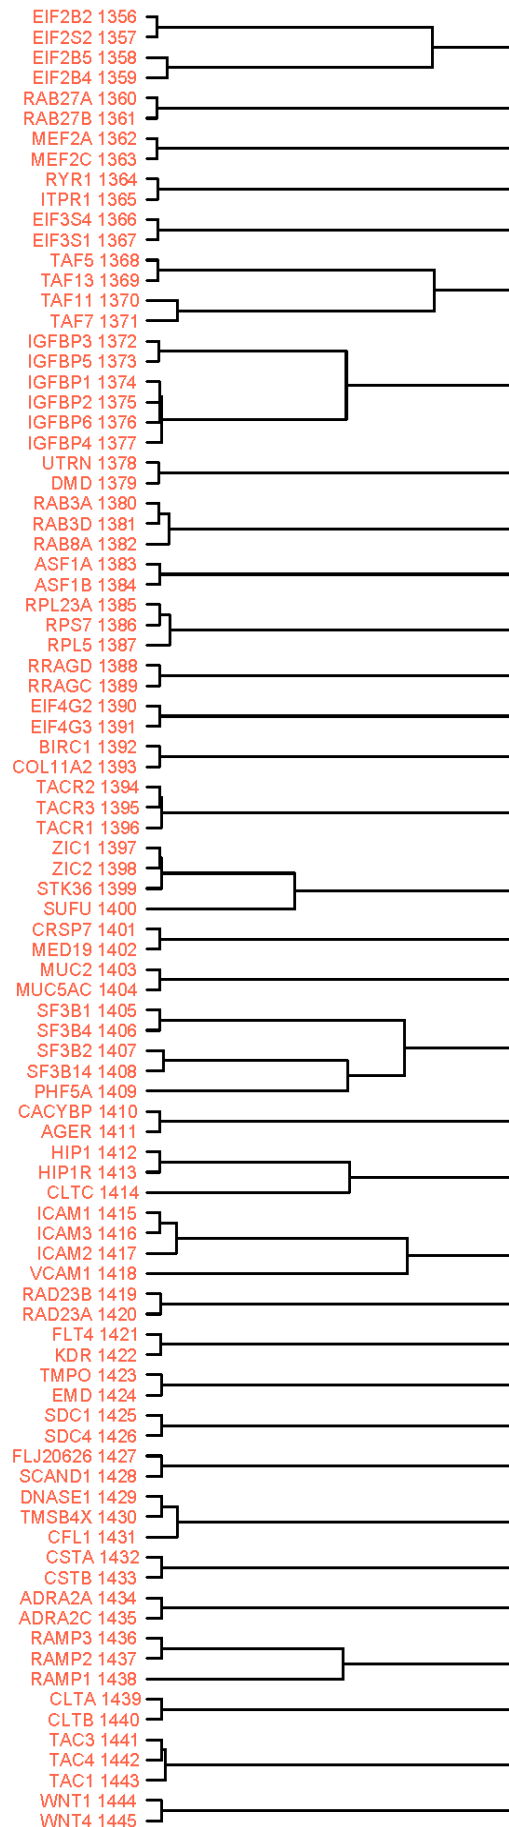 EIF2B2 1356
EIF2S2 1357
EIF2B5 1358
EIF2B4 1359
RAB27A 1360
RAB27B 1361
MEF2A 1362
MEF2C 1363
RYR1 1364
ITPR1 1365
EIF3S4 1366
EIF3S1 1367
TAF5 1368
TAF13 1369
TAF11 1370
TAF7 1371
IGFBP3 1372
IGFBP5 1373
IGFBP1 1374
IGFBP2 1375
IGFBP6 1376
IGFBP4 1377
UTRN 1378
DMD 1379
RAB3A 1380
RAB3D 1381
RAB8A 1382
ASF1A 1383
ASF1B 1384
RPL23A 1385
RPS7 1386
RPL5 1387
RRAGD 1388
RRAGC 1389
EIF4G2 1390
EIF4G3 1391
BIRC1 1392
COL11A2 1393
TACR2 1394
TACR3 1395
TACR1 1396
ZIC1 1397
ZIC2 1398
STK36 1399
SUFU 1400
CRSP7 1401
MED19 1402
MUC2 1403
MUC5AC 1404
SF3B1 1405
SF3B4 1406
SF3B2 1407
SF3B14 1408
PHF5A 1409
CACYBP 1410
AGER 1411
HIP1 1412
HIP1R 1413
CLTC 1414
ICAM1 1415
ICAM3 1416
ICAM2 1417
VCAM1 1418
RAD23B 1419
RAD23A 1420
FLT4 1421
KDR 1422
TMPO 1423
EMD 1424
SDC1 1425
SDC4 1426
FLJ20626 1427
SCAND1 1428
DNASE1 1429
TMSB4X 1430
CFL1 1431
CSTA 1432
CSTB 1433
ADRA2A 1434
ADRA2C 1435
RAMP3 1436
RAMP2 1437
RAMP1 1438
CLTA 1439
CLTB 1440
TAC3 1441
TAC4 1442
TAC1 1443
WNT1 1444
WNT4 1445